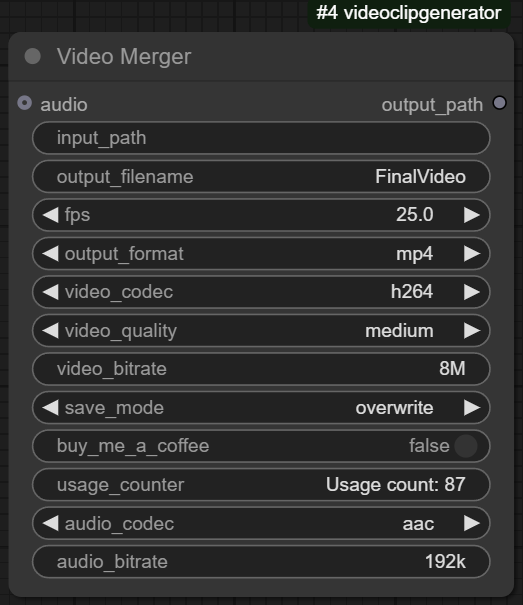 #4 videoclipgenerator
Video Merger
audio output_path
input_path
output_filename FinalVideo
fps 25.0
output_format mp4
video_codec h264
video_quality medium
video_bitrate 8M
save_mode overwrite
buy_me_a_coffee false
usage_counter Usage count: 87
audio_codec aac
audio_bitrate 192k